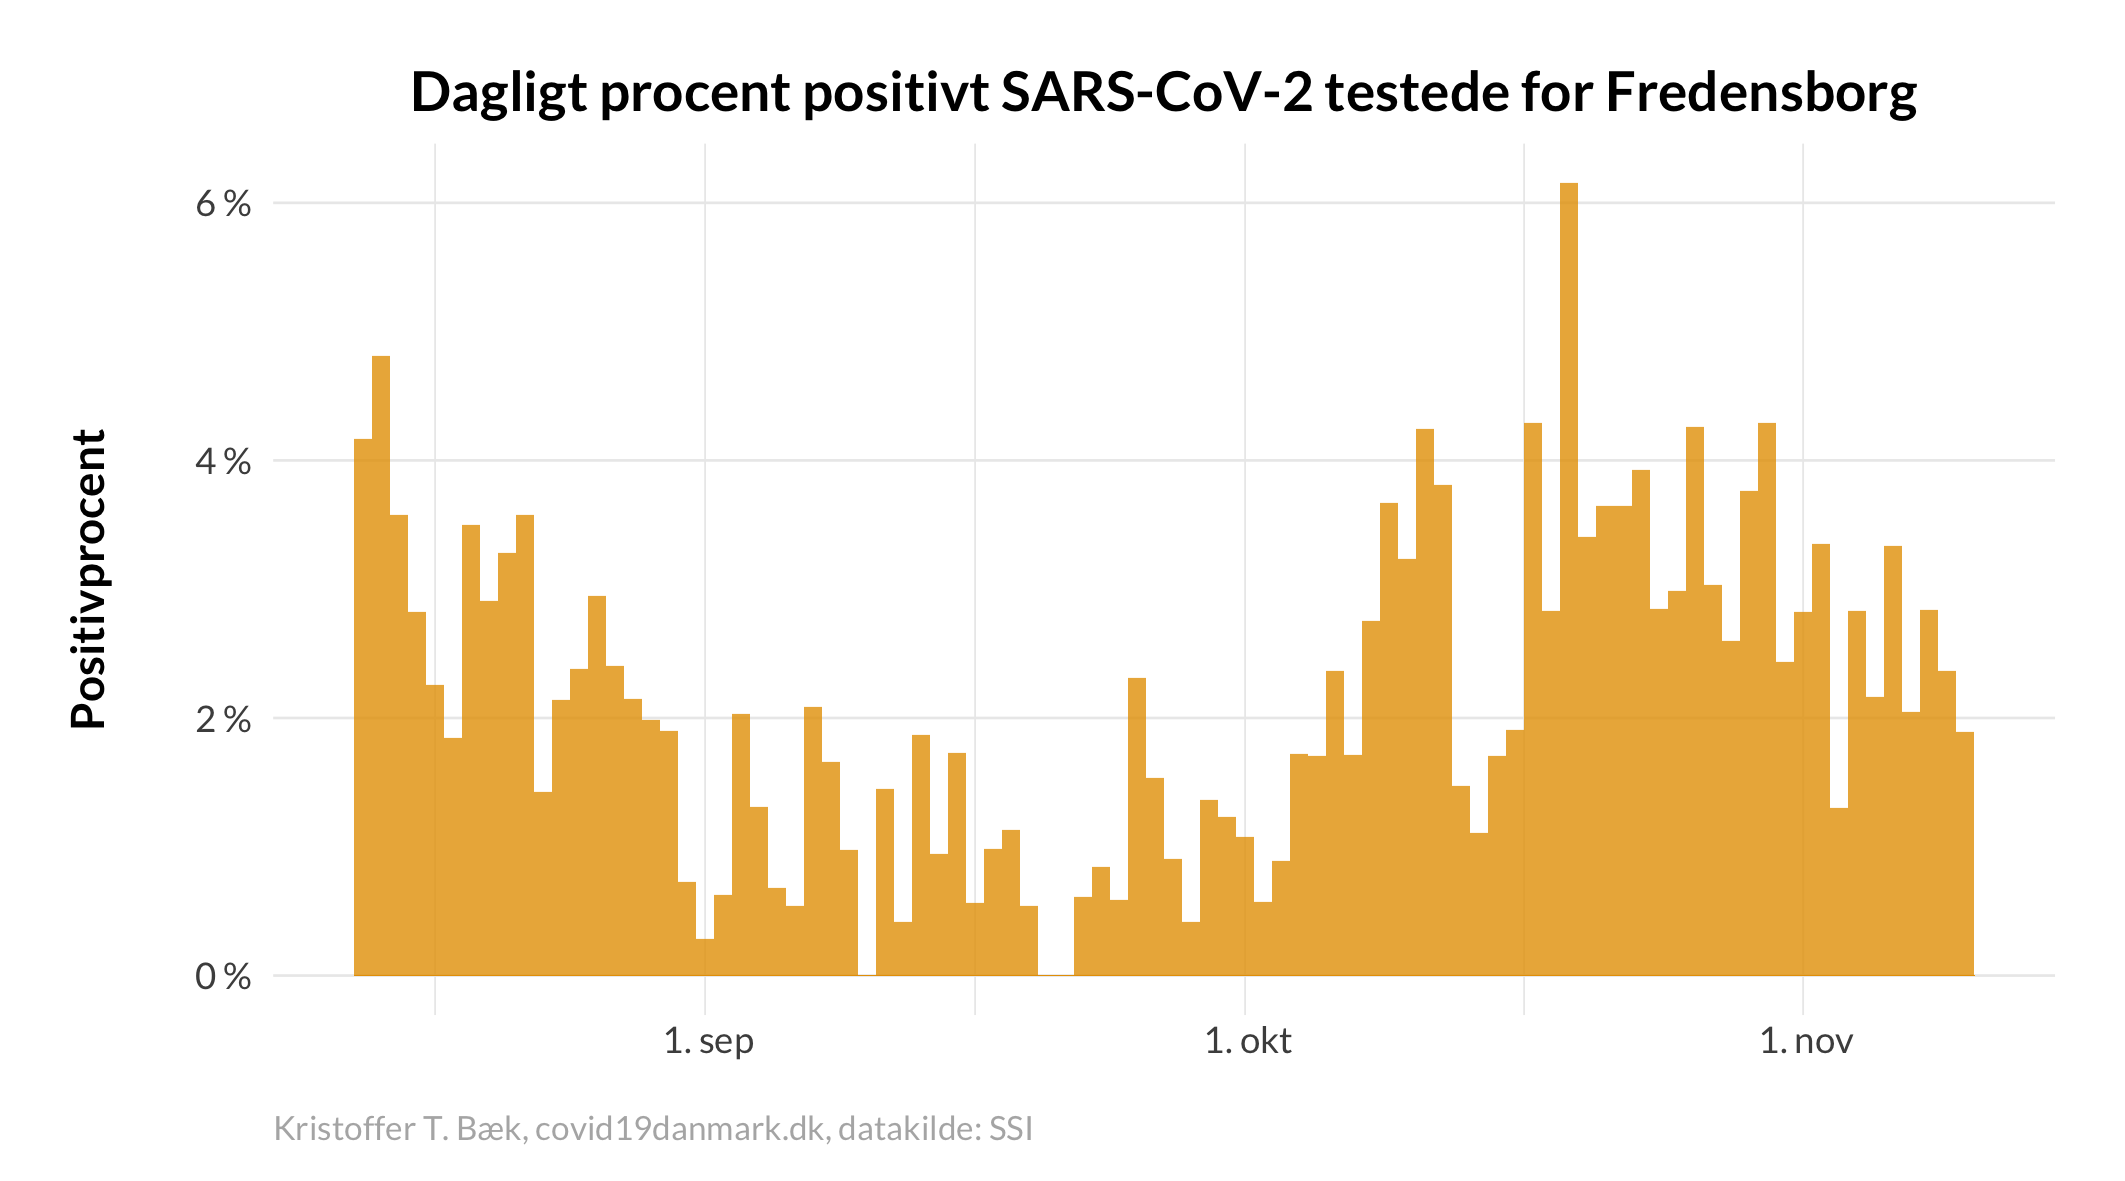 Dagligt procent positivt SARS-CoV-2 testede for Fredensborg
Positivprocent
6 %
4 %
2 %
0 %
1. sep
1. okt
1. nov
Kristoffer T. Bæk, covid19danmark.dk, datakilde: SSI